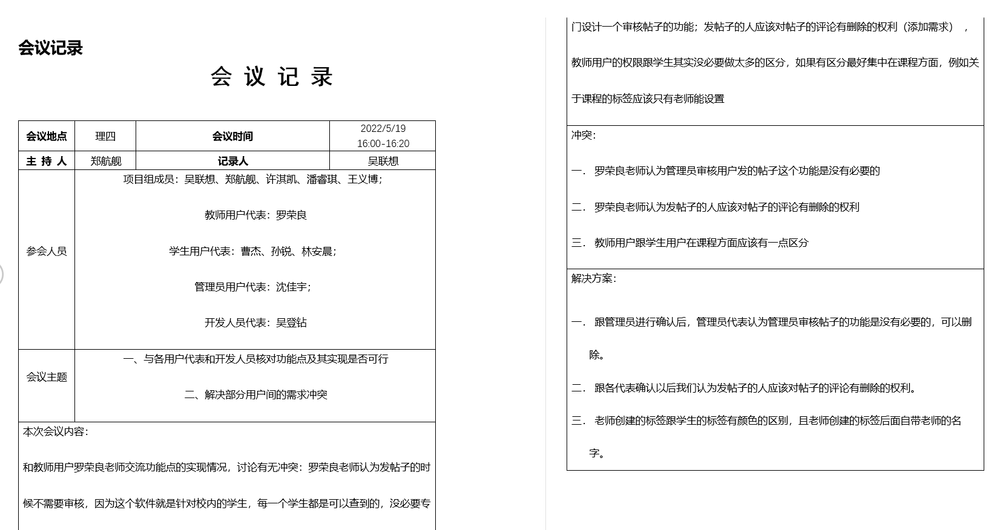 会议记录
会 议 记 录
会议地点 理四 会议时间 2022/5/19
16:00-16:20
主 持 人 郑航舰 记录人 吴联想
参会人员
项目组成员：吴联想、郑航舰、许淇凯、潘睿琪、王义博；
教师用户代表：罗荣良
学生用户代表：曹杰、孙锐、林安晨；
管理员用户代表：沈佳宇；
开发人员代表：吴登钻
会议主题
一、与各用户代表和开发人员核对功能点及其实现是否可行
二、解决部分用户间的需求冲突
本次会议内容：
和教师用户罗荣良老师交流功能点的实现情况，讨论有无冲突：罗荣良老师认为发帖子的时
候不需要审核，因为这个软件就是针对校内的学生，每一个学生都是可以查到的，没必要专
门设计一个审核帖子的功能；发帖子的人应该对帖子的评论有删除的权利（添加需求） ，
教师用户的权限跟学生其实没必要做太多的区分，如果有区分最好集中在课程方面，例如关
于课程的标签应该只有老师能设置
冲突：
一． 罗荣良老师认为管理员审核用户发的帖子这个功能是没有必要的
二． 罗荣良老师认为发帖子的人应该对帖子的评论有删除的权利
三． 教师用户跟学生用户在课程方面应该有一点区分
解决方案：
一． 跟管理员进行确认后，管理员代表认为管理员审核帖子的功能是没有必要的，可以删
除。
二． 跟各代表确认以后我们认为发帖子的人应该对帖子的评论有删除的权利。
三． 老师创建的标签跟学生的标签有颜色的区别，且老师创建的标签后面自带老师的名
字。